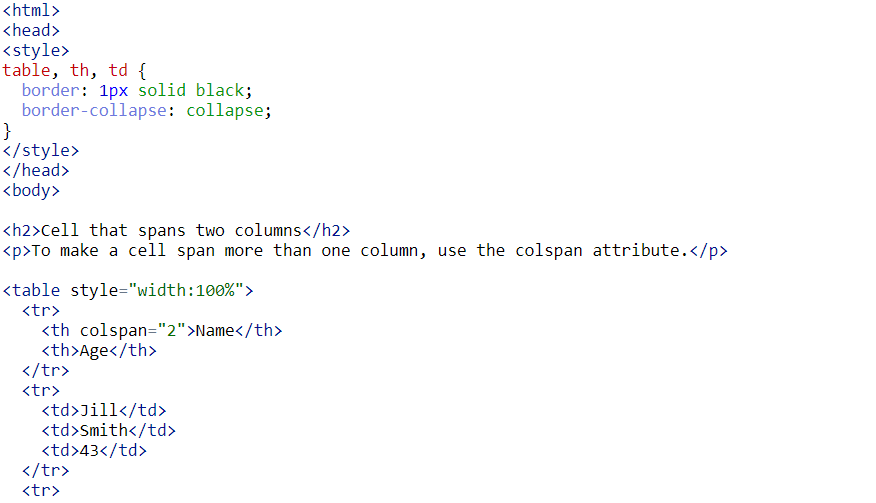 <html>
<head>
<style>
table, th, td {
  border: 1px solid black;
  border-collapse: collapse;
}
</style>
</head>
<body>

<h2>Cell that spans two columns</h2>
<p>To make a cell span more than one column, use the colspan attribute.</p>

<table style="width:100%">
  <tr>
    <th colspan="2">Name</th>
    <th>Age</th>
  </tr>
  <tr>
    <td>Jill</td>
    <td>Smith</td>
    <td>43</td>
  </tr>
  <tr>